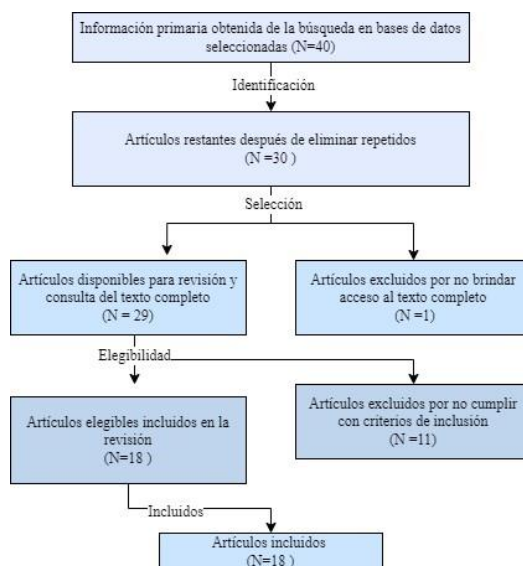 Información primaria obtenida de la búsqueda en bases de datos
seleccionadas (N=40)
Identificación
Artículos restantes después de eliminar repetidos
(N =30 )
Selección
Artículos disponibles para revisión y
consulta del texto completo
(N = 29)
Artículos excluidos por no brindar
acceso al texto completo
(N =1)
Elegibilidad
Artículos elegibles incluidos en la
revisión
(N=18 )
Artículos excluidos por no cumplir
con criterios de inclusión
(N =11)
Incluidos
Artículos incluidos
(N=18 )